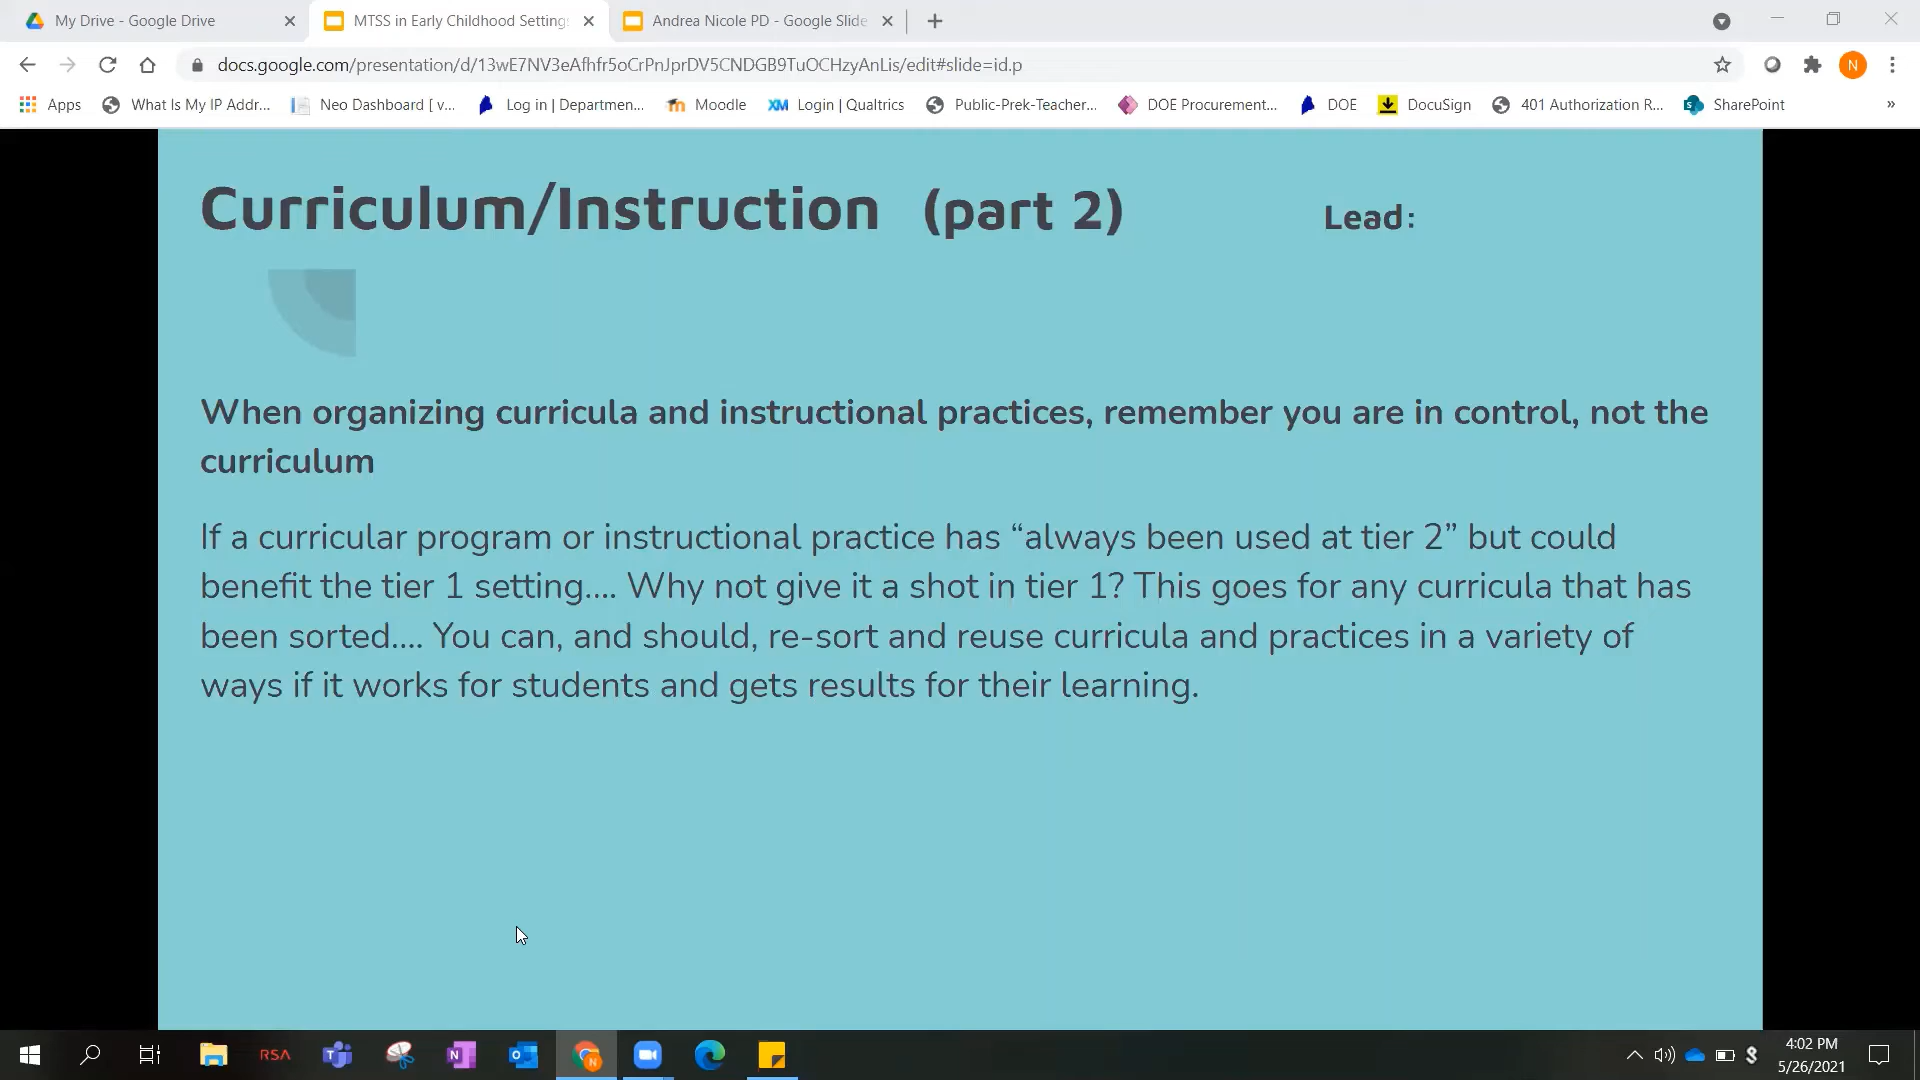 My Drive - Google Drive
MTSS in Early Childhood Settings
Andrea Nicole PD - Google Slide
docs.google.com/presentation/d/13wE7NV3eAfhfr5oCrPnJprDV5CNDGB9TuOCHzyAnLis/edit#slide=id.p
N
Apps
What Is My IP Addr...
Neo Dashboard [ v...
Log in | Departmen...
Moodle
XM Login | Qualtrics
Public-Prek-Teacher...
DOE Procurement...
DOE
DocuSign
401 Authorization R...
SharePoint
»
Curriculum/Instruction (part 2) Lead:
When organizing curricula and instructional practices, remember you are in control, not the
curriculum
If a curricular program or instructional practice has “always been used at tier 2” but could
benefit the tier 1 setting.... Why not give it a shot in tier 1? This goes for any curricula that has
been sorted.... You can, and should, re-sort and reuse curricula and practices in a variety of
ways if it works for students and gets results for their learning.
RSA
4:02 PM
5/26/2021